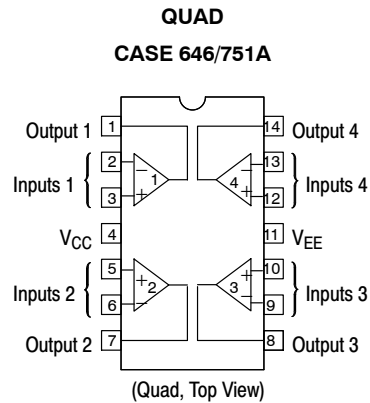 QUAD
CASE 646/751A
Output 1 1 14 Output 4
Inputs 1 2 − − 13 Inputs 4
1 4
3 + + 12
VCC 4 11 VEE
Inputs 2 5 + + 10 Inputs 3
2 3
6 − − 9
Output 2 7 8 Output 3
(Quad, Top View)